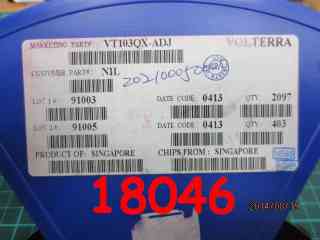 MARKETING PART#: VT103QX-ADJ VOLTERRA
CUSTOMER PART#: NIL
LOT 1#: 91003 DATE CODE: 0413 QTY: 2097
LOT 2#: 91005 DATE CODE: 0413 QTY: 403
PRODUCT OF: SINGAPORE CHIPS FROM: SINGAPORE
18046